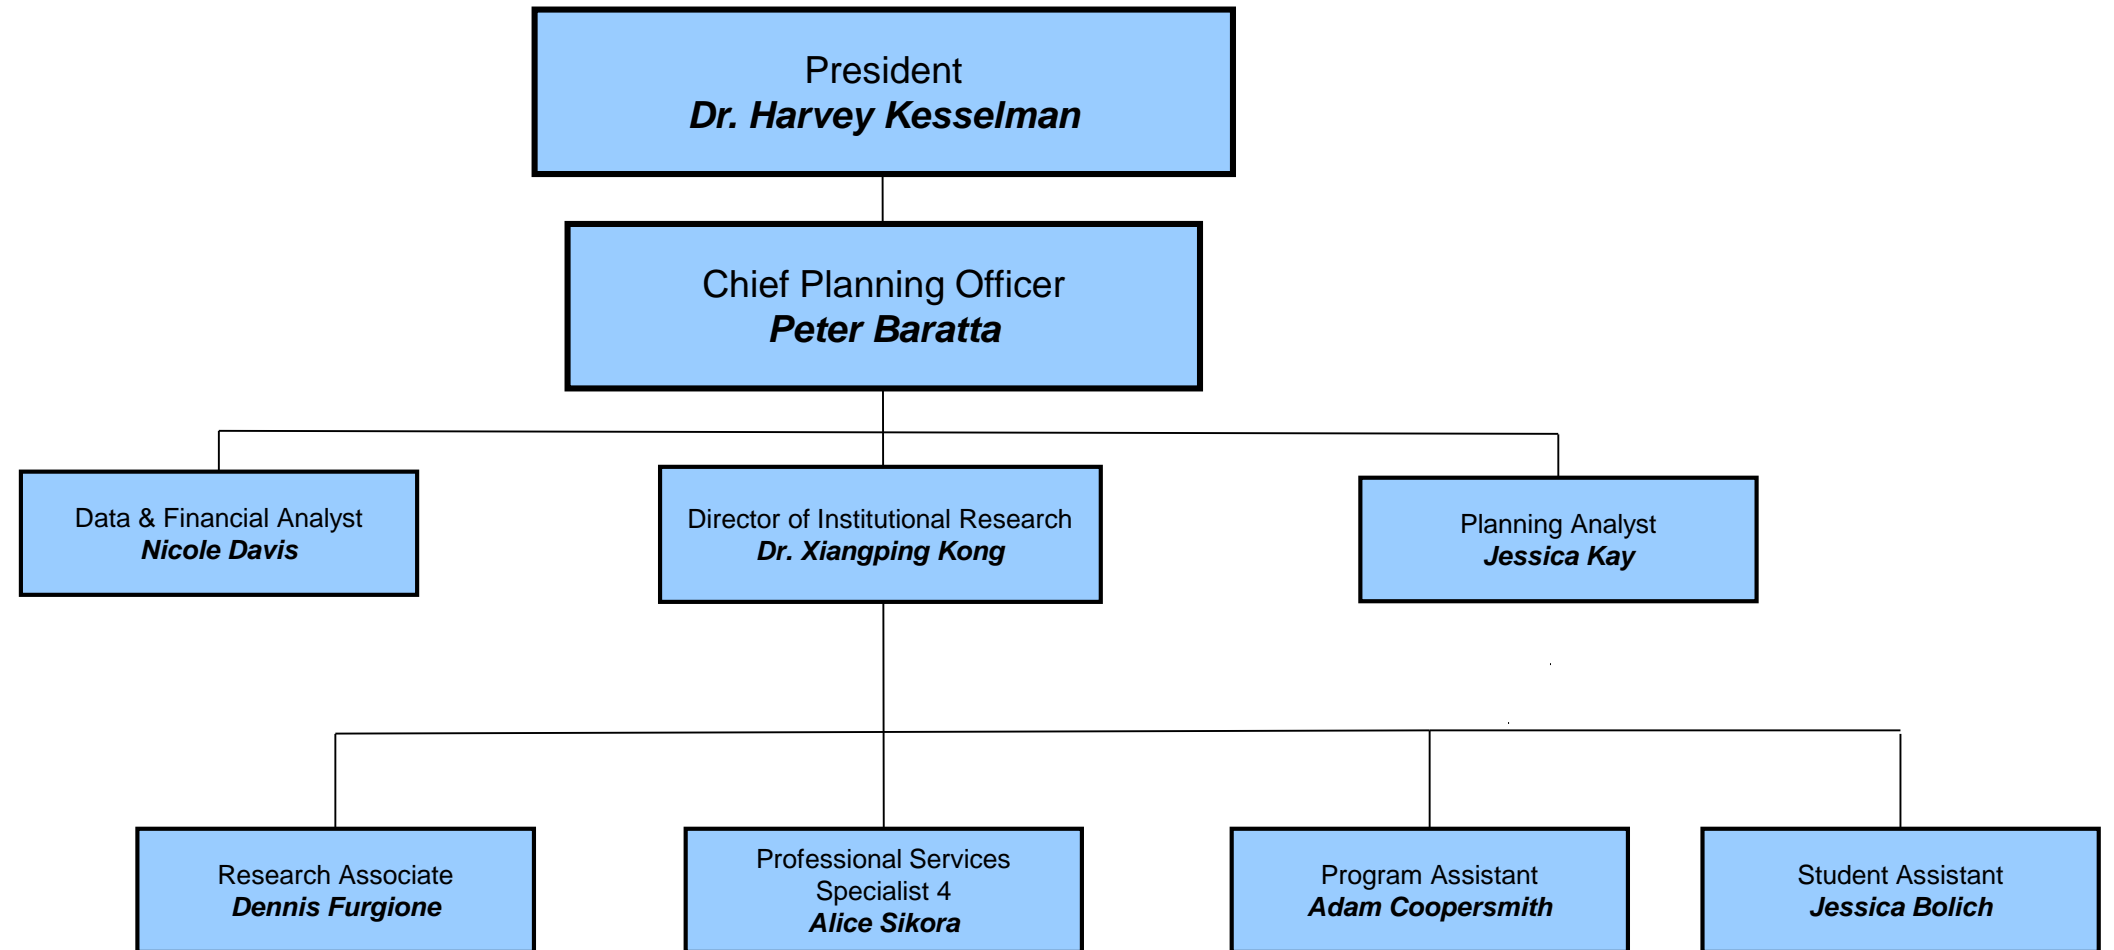 President
Dr. Harvey Kesselman
Chief Planning Officer
Peter Baratta
Data & Financial Analyst
Nicole Davis
Director of Institutional Research
Dr. Xiangping Kong
Planning Analyst
Jessica Kay
Research Associate
Dennis Furgione
Professional Services
Specialist 4
Alice Sikora
Program Assistant
Adam Coopersmith
Student Assistant
Jessica Bolich